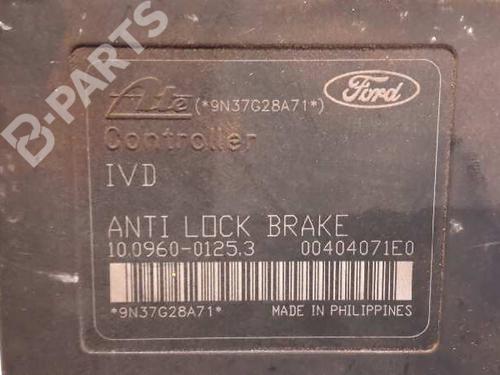 B-PARTS
Ate (*9N37G28A71*) Ford
Controller
IVD
ANTI LOCK BRAKE
10.0960-0125.3 00404071E0
*9N37G28A71* MADE IN PHILIPPINES